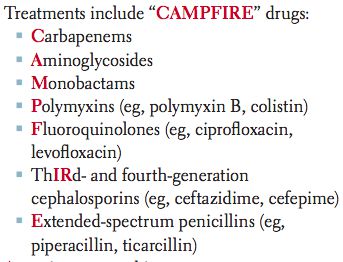 Treatments include “CAMPFIRE” drugs:
▪ Carbapenems
▪ Aminoglycosides
▪ Monobactams
▪ Polymyxins (eg, polymyxin B, colistin)
▪ Fluoroquinolones (eg, ciprofloxacin,
levofloxacin)
▪ ThIRd- and fourth-generation
cephalosporins (eg, ceftazidime, cefepime)
▪ Extended-spectrum penicillins (eg,
piperacillin, ticarcillin)